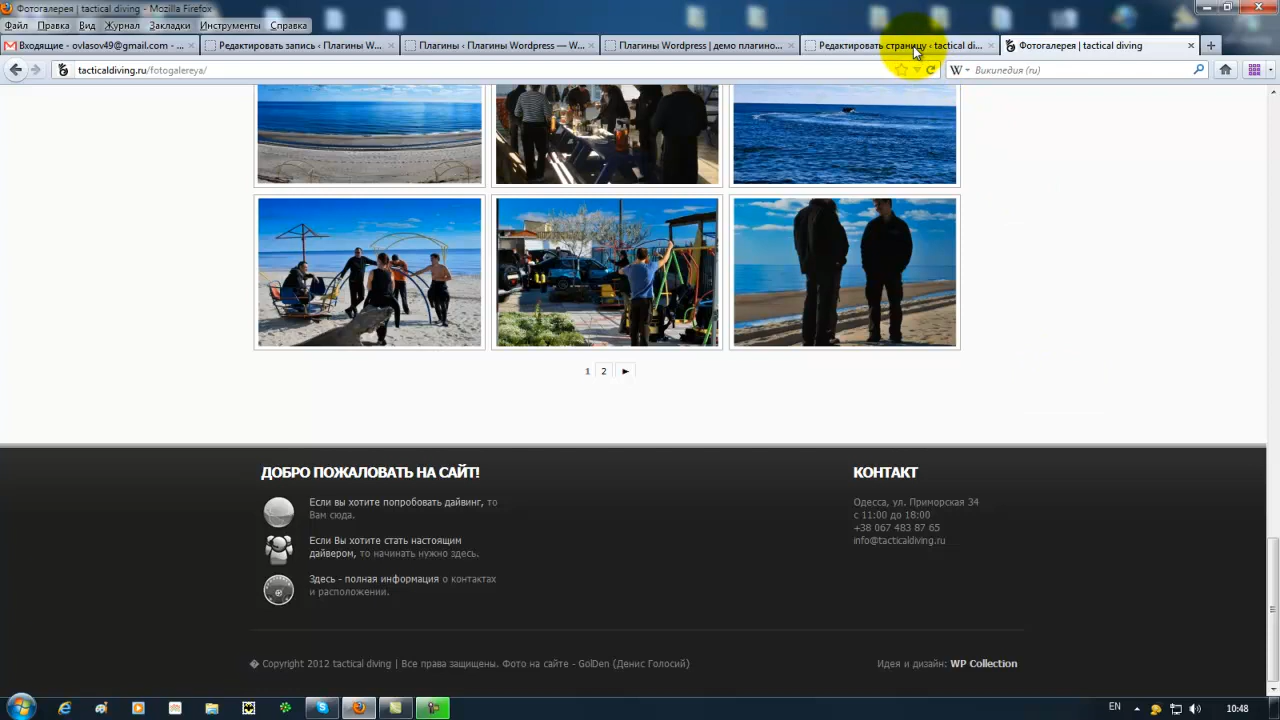 Фотогалерея | tactical diving - Mozilla Firefox
Файл Правка Вид Журнал Закладки Инструменты Справка
Входящие - ovlasov49@gmail.com - ... Редактировать запись ‹ Плагины W... Плагины ‹ Плагины Wordpress — W... Плагины Wordpress | демо плагино... Редактировать страницу ‹ tactical di... Фотогалерея | tactical diving
tacticaldiving.ru/fotogalereya/ W Википедия (ru)
1 2 ►
ДОБРО ПОЖАЛОВАТЬ НА САЙТ!
Если вы хотите попробовать дайвинг, то
Вам сюда.
Если Вы хотите стать настоящим
дайвером, то начинать нужно здесь.
Здесь - полная информация о контактах
и расположении.
КОНТАКТ
Одесса, ул. Приморская 34
с 11:00 до 18:00
+38 067 483 87 65
info@tacticaldiving.ru
� Copyright 2012 tactical diving | Все права защищены. Фото на сайте - GolDen (Денис Голосий)
Идея и дизайн: WP Collection
EN 10:48